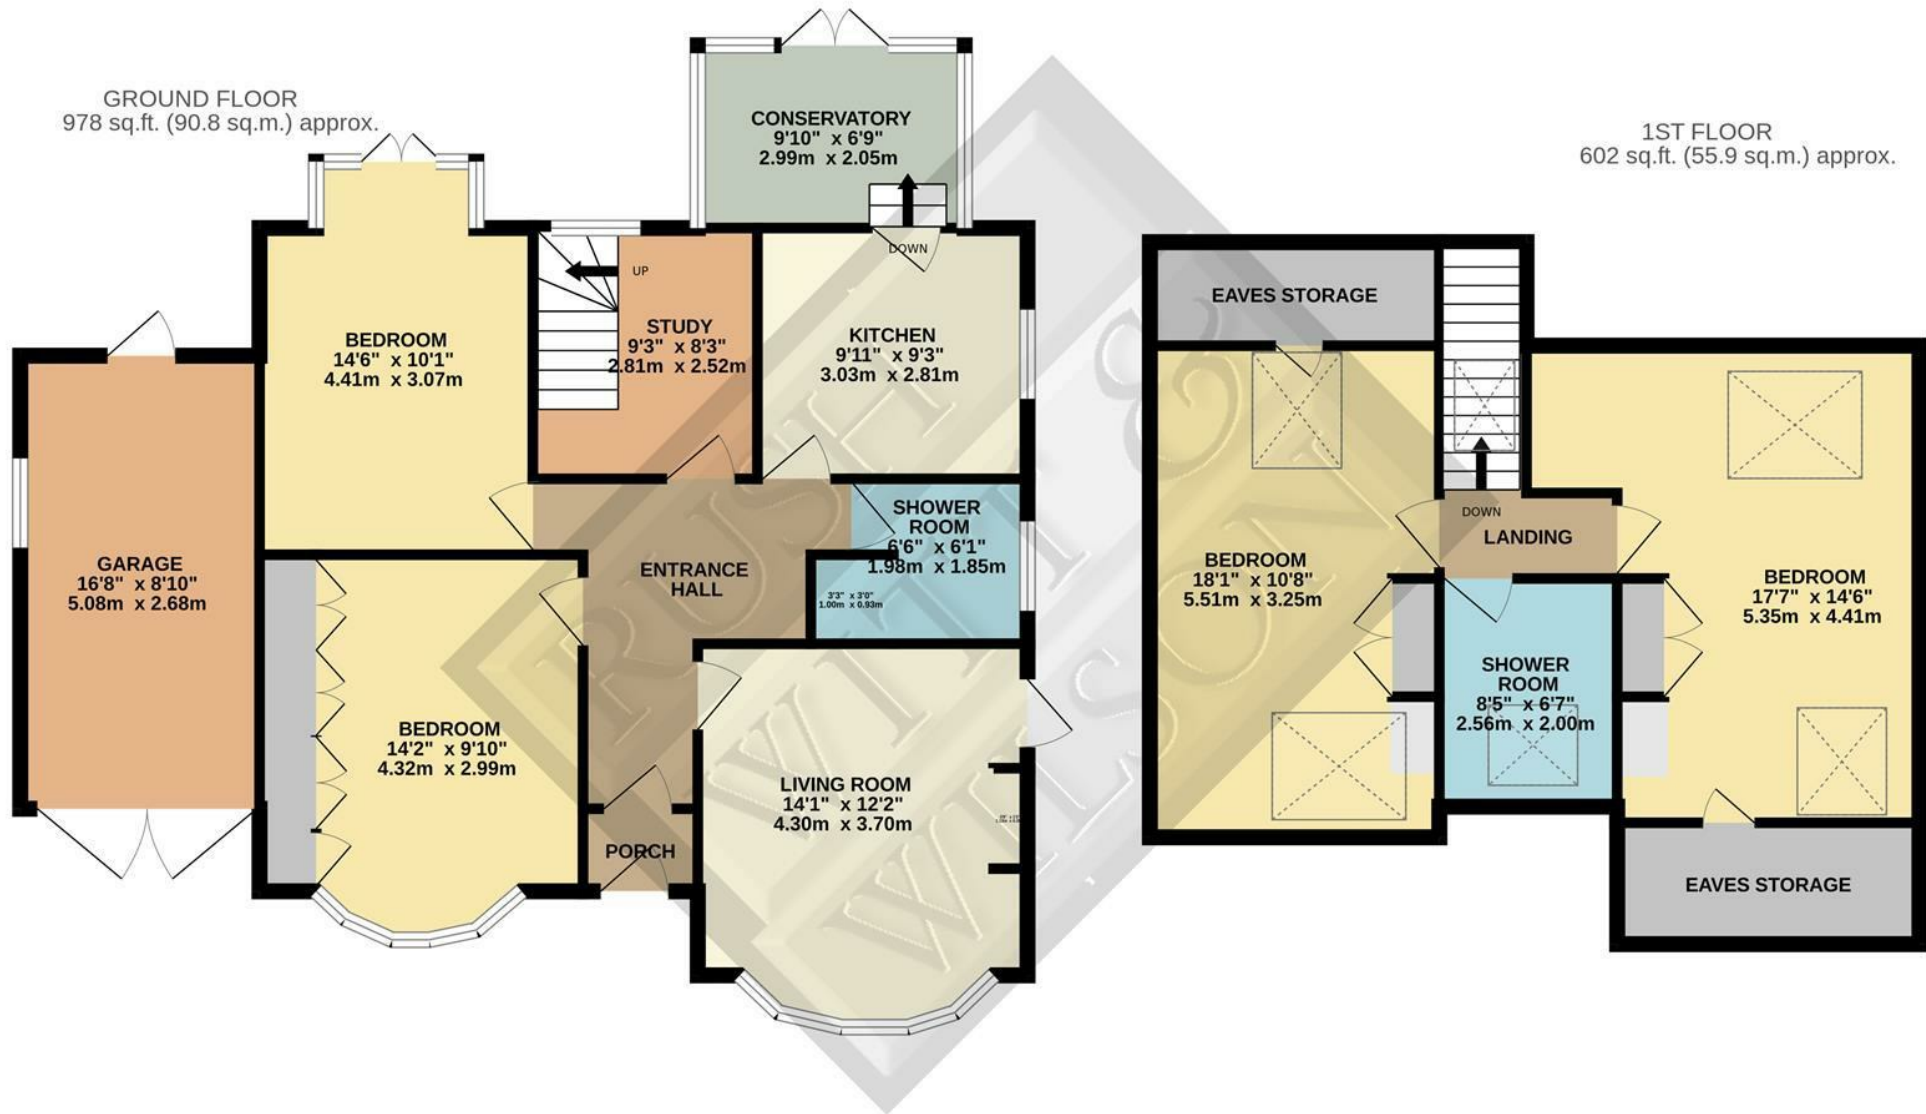 GROUND FLOOR
978 sq.ft. (90.8 sq.m.) approx.
CONSERVATORY
9'10" x 6'9"
2.99m x 2.05m
DOWN
BEDROOM
14'6" x 10'1"
4.41m x 3.07m
UP
STUDY
9'3" x 8'3"
2.81m x 2.52m
KITCHEN
9'11" x 9'3"
3.03m x 2.81m
GARAGE
16'8" x 8'10"
5.08m x 2.68m
ENTRANCE
HALL
SHOWER
ROOM
6'6" x 6'1"
1.98m x 1.85m
3'3" x 3'0"
1.00m x 0.93m
BEDROOM
14'2" x 9'10"
4.32m x 2.99m
PORCH
LIVING ROOM
14'1" x 12'2"
4.30m x 3.70m
1ST FLOOR
602 sq.ft. (55.9 sq.m.) approx.
EAVES STORAGE
DOWN
LANDING
BEDROOM
18'1" x 10'8"
5.51m x 3.25m
BEDROOM
17'7" x 14'6"
5.35m x 4.41m
SHOWER
ROOM
8'5" x 6'7"
2.56m x 2.00m
EAVES STORAGE
RUSH
WITT &
WILSON